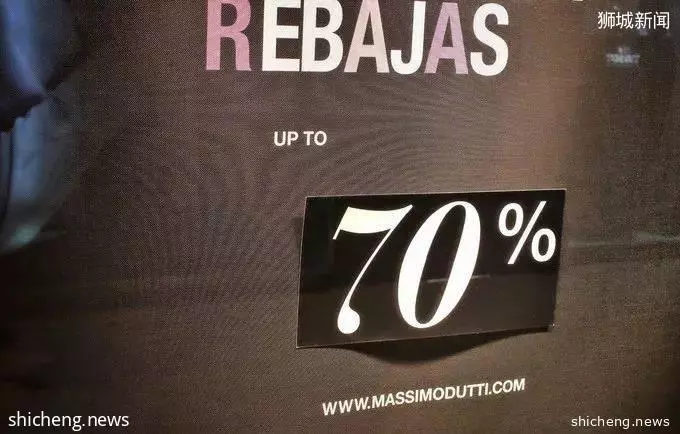 狮城新闻
REBAJAS
UP TO
70%
WWW.MASSIMODUTTI.COM
shicheng.news
shicheng.news